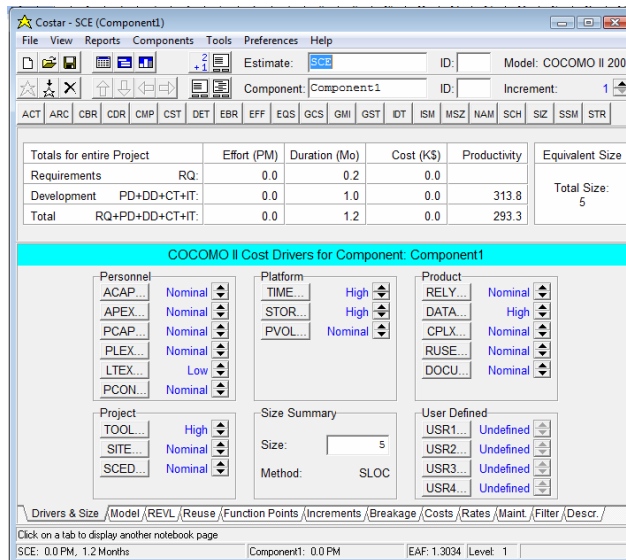 Costar - SCE (Component1)
File View Reports Components Tools Preferences Help
2 +1 Estimate: SCE ID: Model: COCOMO II 200
Component: Component1 ID: Increment: 1
ACT ARC CBR CDR CMP CST DET EBR EFF EQS GCS GMI GST IDT ISM MSZ NAM SCH SIZ SSM STR
Totals for entire Project Effort (PM) Duration (Mo) Cost (K$) Productivity Equivalent Size
Requirements RQ: 0.0 0.2 0.0
Development PD+DD+CT+IT: 0.0 1.0 0.0 313.8 Total Size:
Total RQ+PD+DD+CT+IT: 0.0 1.2 0.0 293.3 5
COCOMO II Cost Drivers for Component: Component1
Personnel Platform Product
ACAP... Nominal TIME... High RELY... Nominal
APEX... Nominal STOR... High DATA... High
PCAP... Nominal PVOL... Nominal CPLX... Nominal
PLEX... Nominal RUSE... Nominal
LTEX... Low DOCU... Nominal
PCON... Nominal
Project Size Summary User Defined
TOOL... High USR1... Undefined
SITE... Nominal Size: 5 USR2... Undefined
SCED... Nominal Method: SLOC USR3... Undefined
USR4... Undefined
Drivers & Size Model REVL Reuse Function Points Increments Breakage Costs Rates Maint. Filter Descr.
Click on a tab to display another notebook page
SCE: 0.0 PM, 1.2 Months Component1: 0.0 PM EAF: 1.3034 Level: 1